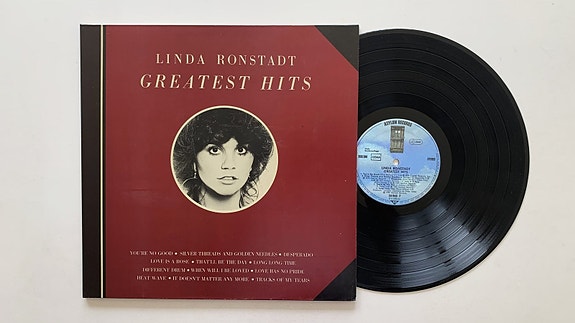 LINDA RONSTADT
GREATEST HITS
YOU'RE NO GOOD • SILVER THREADS AND GOLDEN NEEDLES • DESPERADO
LOVE IS A ROSE • THAT'LL BE THE DAY • LONG LONG TIME
DIFFERENT DRUM • WHEN WILL I BE LOVED • LOVE HAS NO PRIDE
HEAT WAVE • IT DOESN'T MATTER ANY MORE • TRACKS OF MY TEARS
ASYLUM RECORDS
STEREO
LINDA RONSTADT
GREATEST HITS